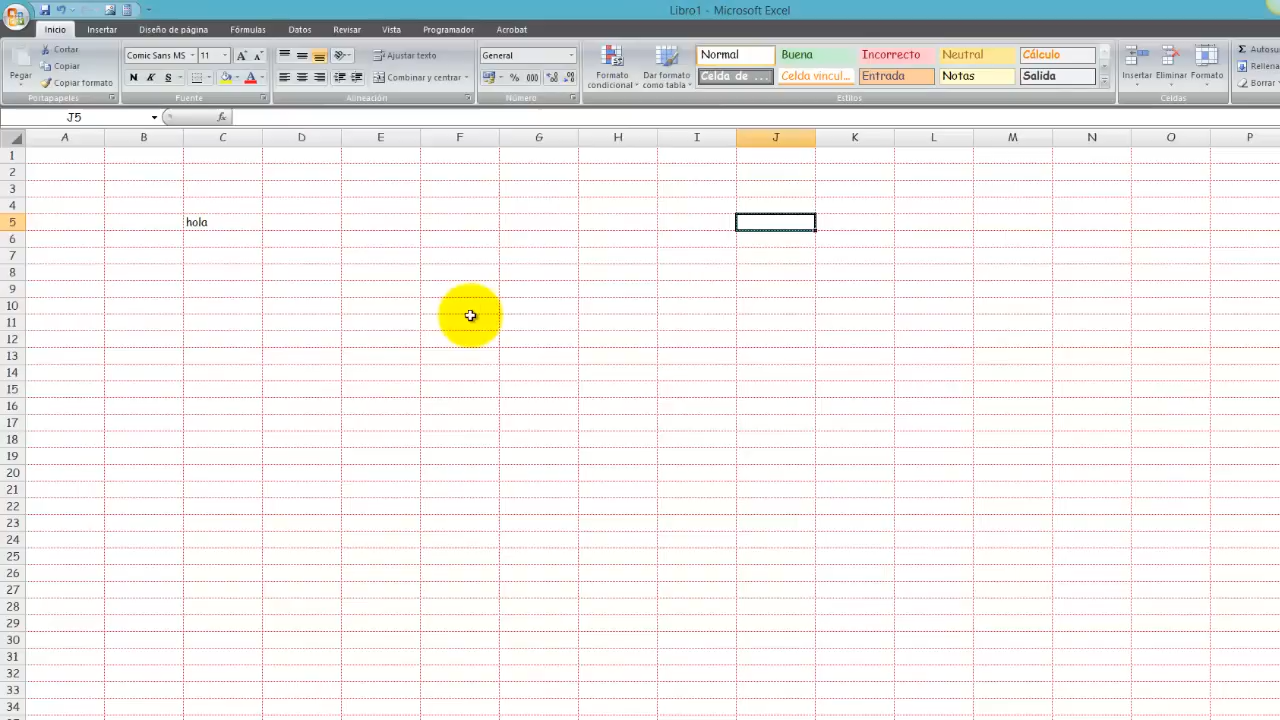 Libro1 - Microsoft Excel
Inicio Insertar Diseño de página Fórmulas Datos Revisar Vista Programador Acrobat
Pegar Cortar Copiar Copiar formato Portapapeles
Comic Sans MS 11 N K S Fuente
Ajustar texto Combinar y centrar Alineación
General % 000 Número
Formato condicional Dar formato como tabla
Normal Buena Incorrecto Neutral Cálculo
Celda de ... Celda vincul... Entrada Notas Salida
Estilos
Insertar Eliminar Formato Celdas
Autosu Rellena Borrar
J5 fx
A B C D E F G H I J K L M N O P
1
2
3
4
5 hola
6
7
8
9
10
11
12
13
14
15
16
17
18
19
20
21
22
23
24
25
26
27
28
29
30
31
32
33
34